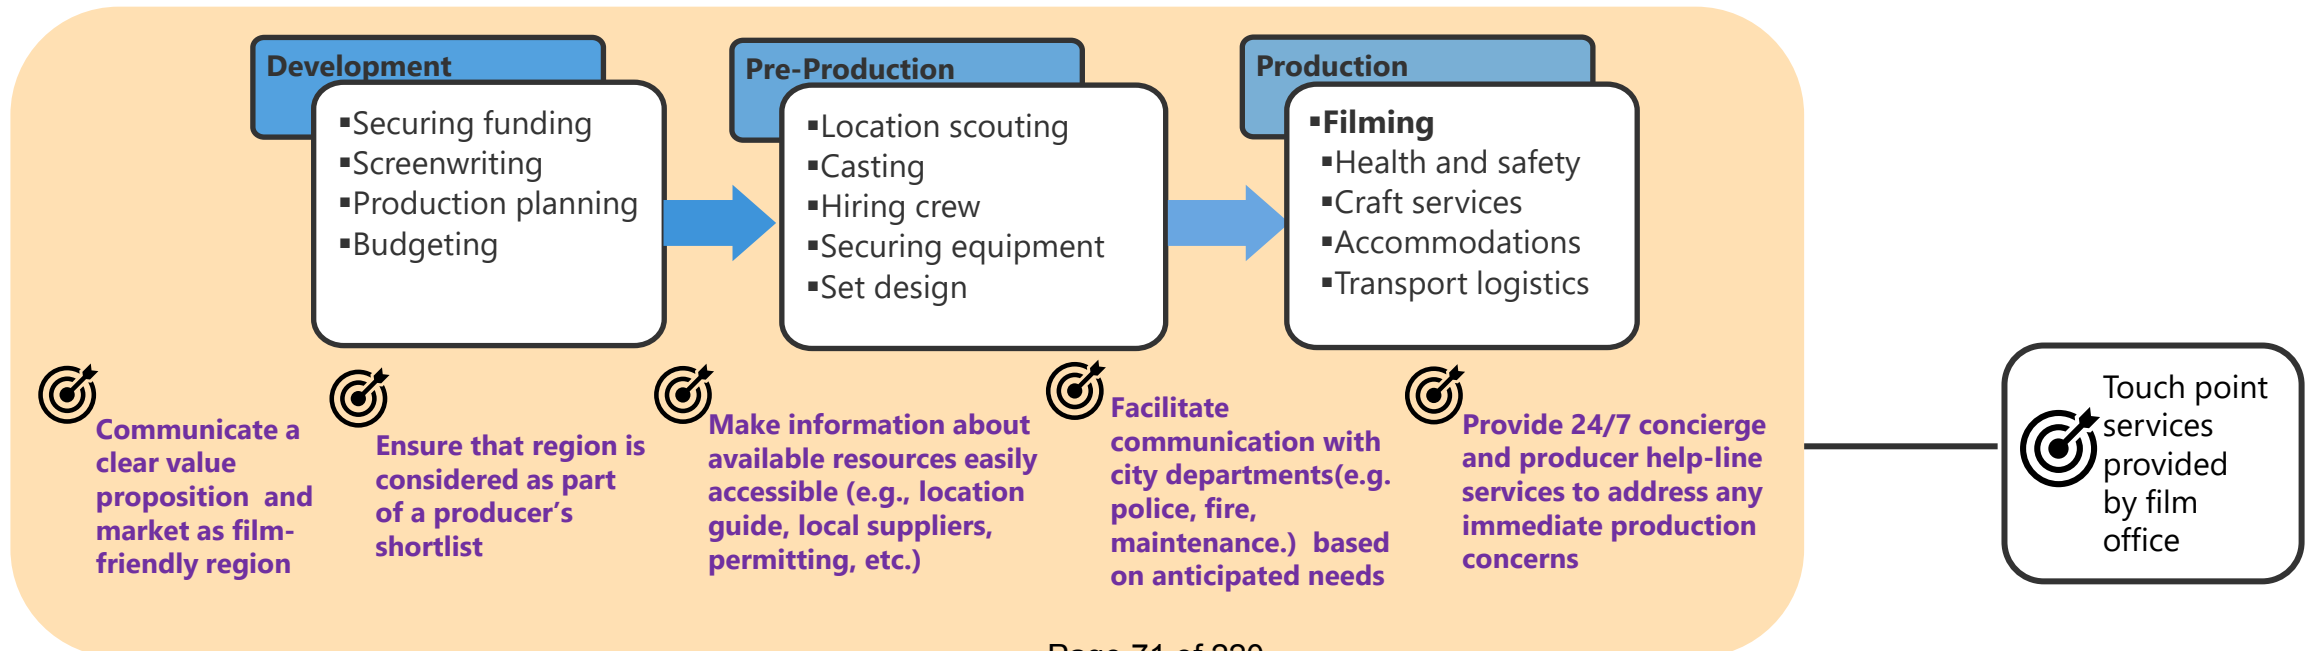 Development
▪Securing funding
▪Screenwriting
▪Production planning
▪Budgeting
Pre-Production
▪Location scouting
▪Casting
▪Hiring crew
▪Securing equipment
▪Set design
Production
▪Filming
▪Health and safety
▪Craft services
▪Accommodations
▪Transport logistics
Communicate a
clear value
proposition  and
market as film-
friendly region
Ensure that region is
considered as part
of a producer’s
shortlist
Make information about
available resources easily
accessible (e.g., location
guide, local suppliers,
permitting, etc.)
Facilitate
communication with
city departments(e.g.
police, fire,
maintenance.)  based
on anticipated needs
Provide 24/7 concierge
and producer help-line
services to address any
immediate production
concerns
Touch point
services
provided
by film
office
Page 71 of 220